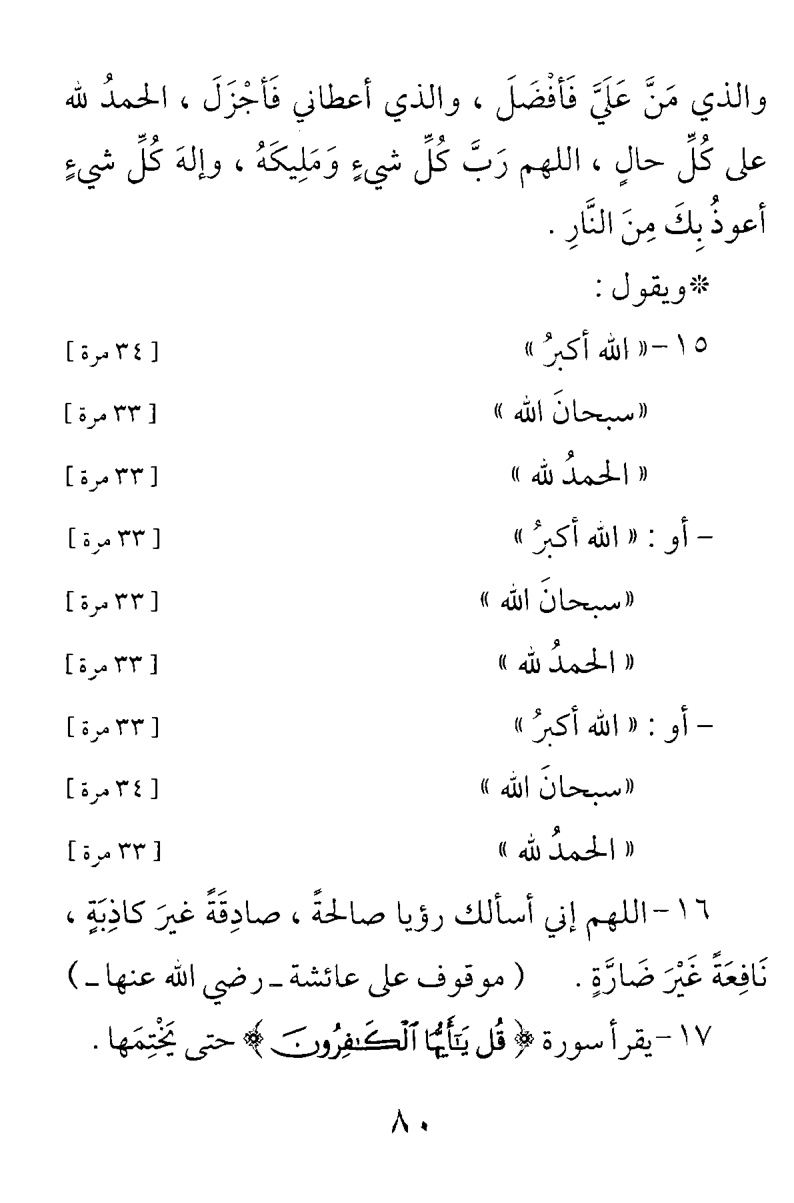 والذي مَنَّ عَلَيَّ فَأفْضَلَ ، والذي أعطاني فَأجْزَلَ ، الحمدُ لله
على كُلِّ حالٍ ، اللهم رَبَّ كُلِّ شيءٍ وَمَلِيكَهُ ، وإلهَ كُلِّ شيءٍ
أعوذُ بِكَ مِنَ النَّارِ .
*ويقول :
١٥-« الله أكبرُ » [ ٣٤ مرة ]
«سبحانَ الله » [ ٣٣ مرة ]
« الحمدُ لله » [ ٣٣ مرة ]
- أو : « الله أكبرُ » [ ٣٣ مرة ]
«سبحانَ الله » [ ٣٣ مرة ]
« الحمدُ لله » [ ٣٣ مرة ]
- أو : « الله أكبرُ » [ ٣٣ مرة ]
«سبحانَ الله » [ ٣٤ مرة ]
« الحمدُ لله » [ ٣٣ مرة ]
١٦-اللهم إني أسألك رؤيا صالحةً ، صادِقَةً غيرَ كاذِبَةٍ ،
نَافِعَةً غَيْرَ ضَارَّةٍ . ( موقوف على عائشة ـ رضي الله عنها ـ )
١٧-يقرأ سورة ﴿ قُل يَٰٓأَيُّهَا ٱلْكَٰفِرُونَ ﴾ حتى يَخْتِمَها .
٨٠